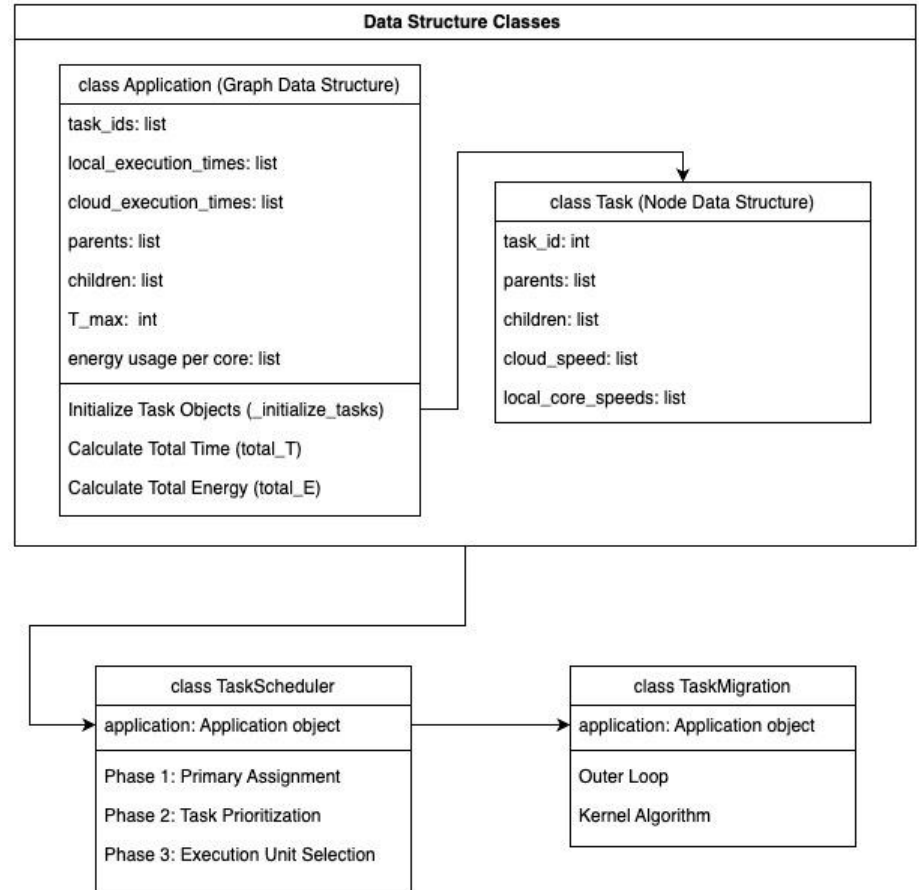 Data Structure Classes
class Application (Graph Data Structure)
task_ids: list
local_execution_times: list
cloud_execution_times: list
parents: list
children: list
T_max:  int
energy usage per core: list
Initialize Task Objects (_initialize_tasks)
Calculate Total Time (total_T)
Calculate Total Energy (total_E)
class Task (Node Data Structure)
task_id: int
parents: list
children: list
cloud_speed: list
local_core_speeds: list
class TaskScheduler
application: Application object
Phase 1: Primary Assignment
Phase 2: Task Prioritization
Phase 3: Execution Unit Selection
class TaskMigration
application: Application object
Outer Loop
Kernel Algorithm